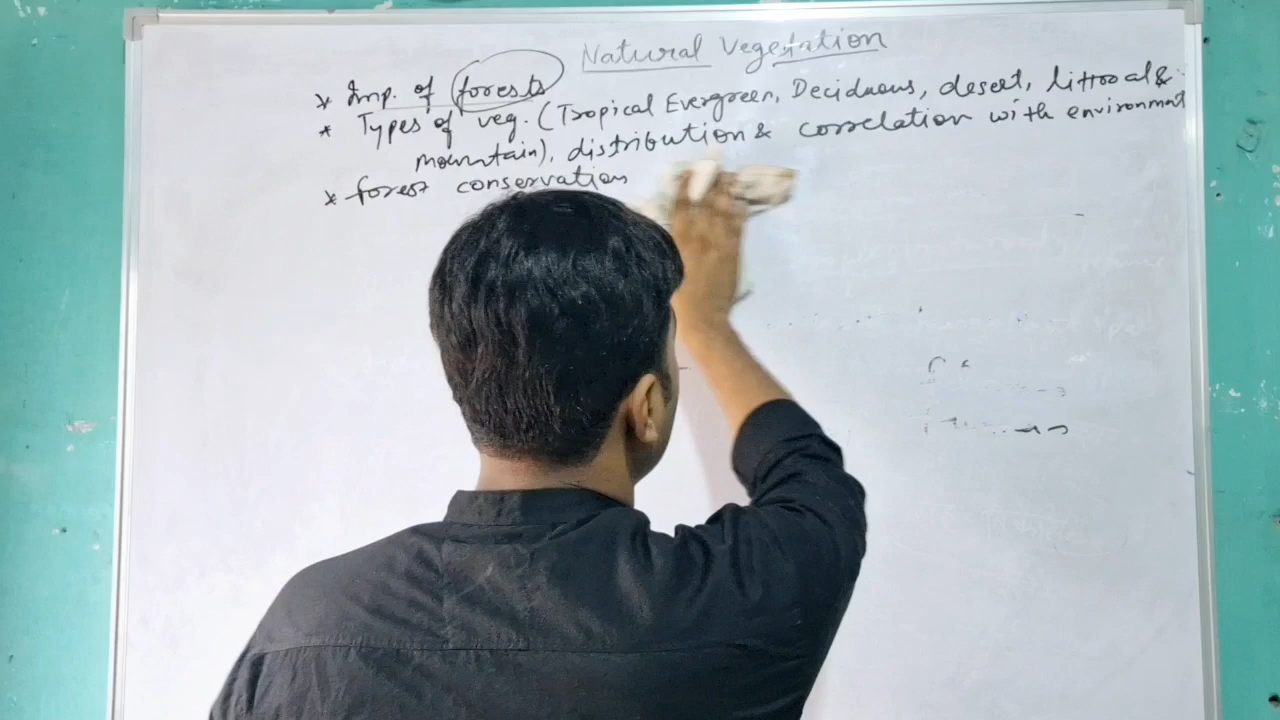 Natural Vegetation
* Imp. of forests
* Types of veg. (Tropical Evergreen, Deciduous, desert, littoral &
mountain), distribution & correlation with environment
* forest conservation